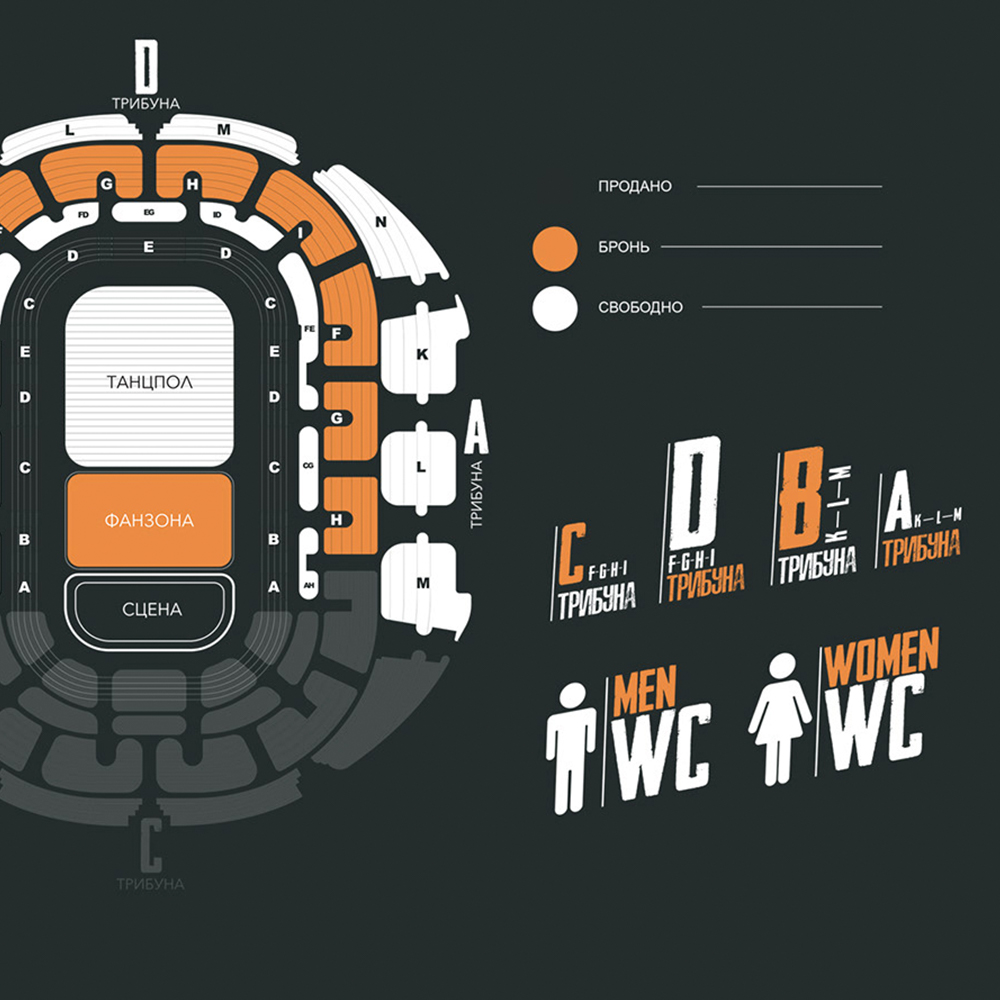 D
ТРИБУНА
L
M
G
H
N
F
FD
EG
ID
I
D
E
D
C
C
FE
F
K
E
E
ТАНЦПОЛ
D
D
G
A
ТРИБУНА
C
C
CG
L
ФАНЗОНА
H
B
B
A
A
AH
M
СЦЕНА
C
ТРИБУНА
ПРОДАНО
БРОНЬ
СВОБОДНО
C
F-G-H-I
ТРИБУНА
D
F-G-H-I
ТРИБУНА
B
K—L—M
ТРИБУНА
A
K—L—M
ТРИБУНА
MEN
WC
WOMEN
WC